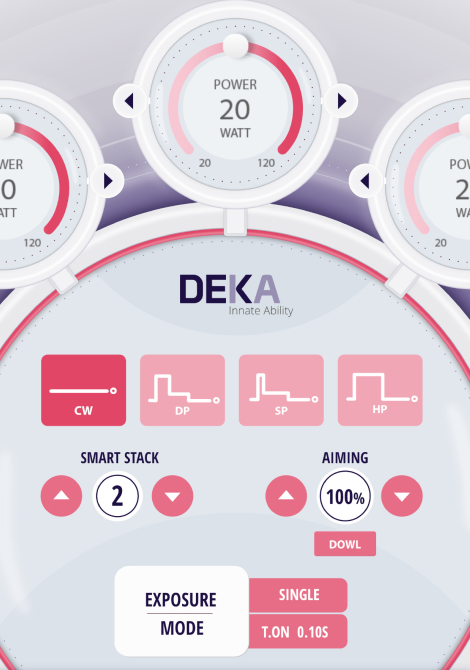 POWER
20
WATT
20
120
WER
0
ATT
120
POW
2
WA
20
DEKA
Innate Ability
CW
DP
SP
HP
SMART STACK
2
AIMING
100%
DOWL
EXPOSURE
MODE
SINGLE
T.ON 0.10S